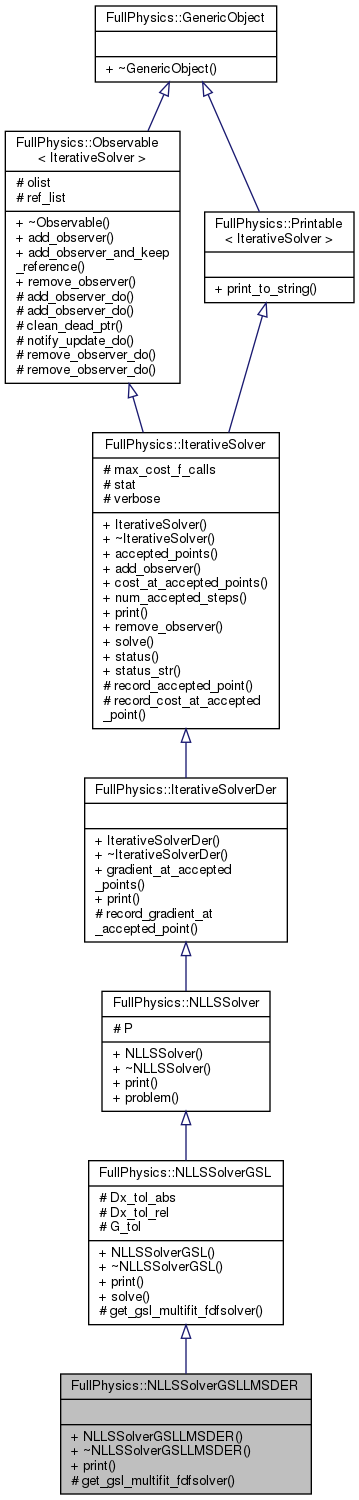 FullPhysics::GenericObject
+ ~GenericObject()
FullPhysics::Observable
< IterativeSolver >
# olist
# ref_list
+ ~Observable()
+ add_observer()
+ add_observer_and_keep
_reference()
+ remove_observer()
# add_observer_do()
# add_observer_do()
# clean_dead_ptr()
# notify_update_do()
# remove_observer_do()
# remove_observer_do()
FullPhysics::Printable
< IterativeSolver >
+ print_to_string()
FullPhysics::IterativeSolver
# max_cost_f_calls
# stat
# verbose
+ IterativeSolver()
+ ~IterativeSolver()
+ accepted_points()
+ add_observer()
+ cost_at_accepted_points()
+ num_accepted_steps()
+ print()
+ remove_observer()
+ solve()
+ status()
+ status_str()
# record_accepted_point()
# record_cost_at_accepted
_point()
FullPhysics::IterativeSolverDer
+ IterativeSolverDer()
+ ~IterativeSolverDer()
+ gradient_at_accepted
_points()
+ print()
# record_gradient_at
_accepted_point()
FullPhysics::NLLSSolver
# P
+ NLLSSolver()
+ ~NLLSSolver()
+ print()
+ problem()
FullPhysics::NLLSSolverGSL
# Dx_tol_abs
# Dx_tol_rel
# G_tol
+ NLLSSolverGSL()
+ ~NLLSSolverGSL()
+ print()
+ solve()
# get_gsl_multifit_fdfsolver()
FullPhysics::NLLSSolverGSLLMSDER
+ NLLSSolverGSLLMSDER()
+ ~NLLSSolverGSLLMSDER()
+ print()
# get_gsl_multifit_fdfsolver()